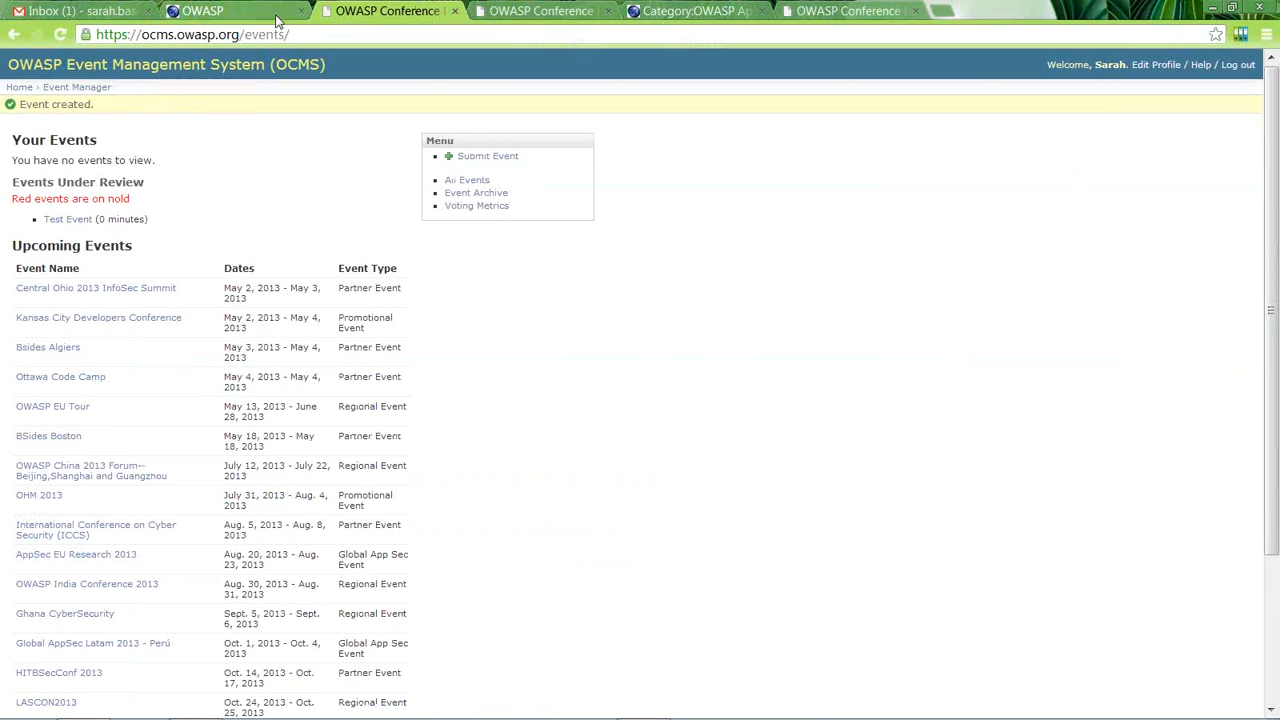 Inbox (1) - sarah.bas
OWASP
OWASP Conference
OWASP Conference
Category:OWASP Ap
OWASP Conference
https://ocms.owasp.org/events/
OWASP Event Management System (OCMS)
Welcome, Sarah. Edit Profile / Help / Log out
Home › Event Manager
Event created.
Your Events
You have no events to view.
Events Under Review
Red events are on hold
Test Event (0 minutes)
Menu
Submit Event
All Events
Event Archive
Voting Metrics
Upcoming Events
Event Name Dates Event Type
Central Ohio 2013 InfoSec Summit May 2, 2013 - May 3, Partner Event
2013
Kansas City Developers Conference May 2, 2013 - May 4, Promotional
2013 Event
Bsides Algiers May 3, 2013 - May 4, Partner Event
2013
Ottawa Code Camp May 4, 2013 - May 4, Partner Event
2013
OWASP EU Tour May 13, 2013 - June Regional Event
28, 2013
BSides Boston May 18, 2013 - May Partner Event
18, 2013
OWASP China 2013 Forum-- July 12, 2013 - July 22, Regional Event
Beijing,Shanghai and Guangzhou 2013
OHM 2013 July 31, 2013 - Aug. 4, Promotional
2013 Event
International Conference on Cyber Aug. 5, 2013 - Aug. 8, Partner Event
Security (ICCS) 2013
AppSec EU Research 2013 Aug. 20, 2013 - Aug. Global App Sec
23, 2013 Event
OWASP India Conference 2013 Aug. 30, 2013 - Aug. Regional Event
31, 2013
Ghana CyberSecurity Sept. 5, 2013 - Sept. Regional Event
6, 2013
Global AppSec Latam 2013 - Perú Oct. 1, 2013 - Oct. 4, Global App Sec
2013 Event
HITBSecConf 2013 Oct. 14, 2013 - Oct. Partner Event
17, 2013
LASCON2013 Oct. 24, 2013 - Oct. Regional Event
25, 2013